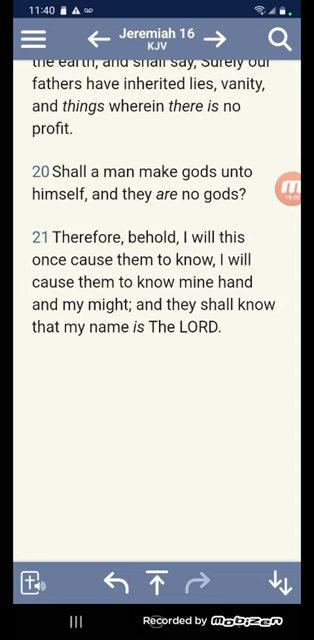 11:40
Jeremiah 16
KJV
the earth, and shall say, Surely our
fathers have inherited lies, vanity,
and things wherein there is no
profit.
20 Shall a man make gods unto
himself, and they are no gods?
21 Therefore, behold, I will this
once cause them to know, I will
cause them to know mine hand
and my might; and they shall know
that my name is The LORD.
Recorded by mobizen